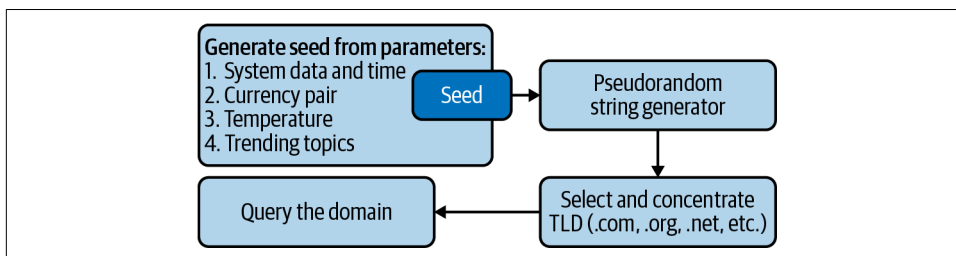 Generate seed from parameters:
1. System data and time
2. Currency pair
3. Temperature
4. Trending topics
Seed
Pseudorandom
string generator
Select and concentrate
TLD (.com, .org, .net, etc.)
Query the domain